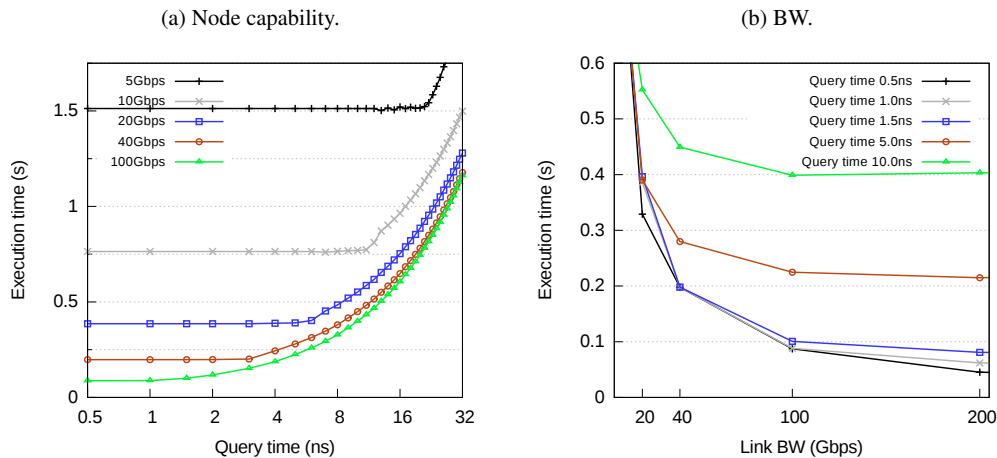 (a) Node capability.
Execution time (s)
1.5
1
0.5
0
5Gbps
10Gbps
20Gbps
40Gbps
100Gbps
0.5 1 2 4 8 16 32
Query time (ns)
(b) BW.
Execution time (s)
0.6
0.5
0.4
0.3
0.2
0.1
0
Query time 0.5ns
Query time 1.0ns
Query time 1.5ns
Query time 5.0ns
Query time 10.0ns
20 40 100 200
Link BW (Gbps)